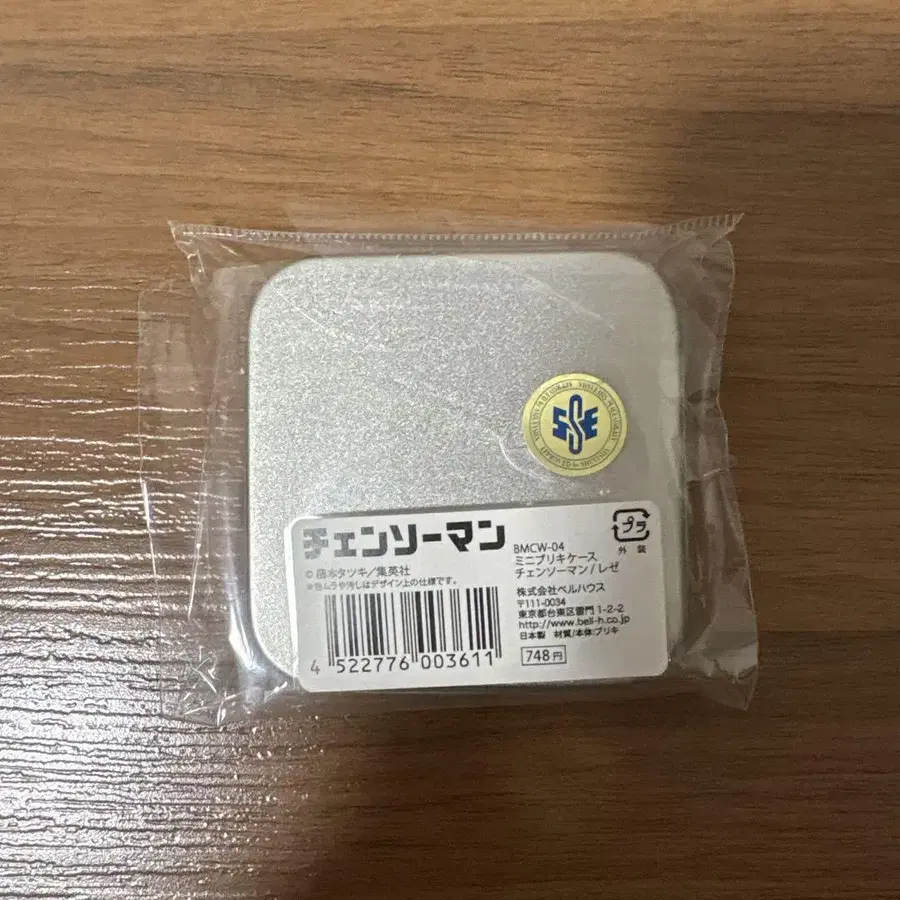 SSE
チェンソーマン
©藤本タツキ／集英社
※色ムラや汚しはデザイン上の仕様です。
4 522776 003611
BMCW-04
ミニブリキケース
チェンソーマン/レゼ
株式会社ベルハウス
〒111-0034
東京都台東区雷門 1-2-2
http://www.bell-h.co.jp
日本製 材質/本体:ブリキ
748円
プラ
外装